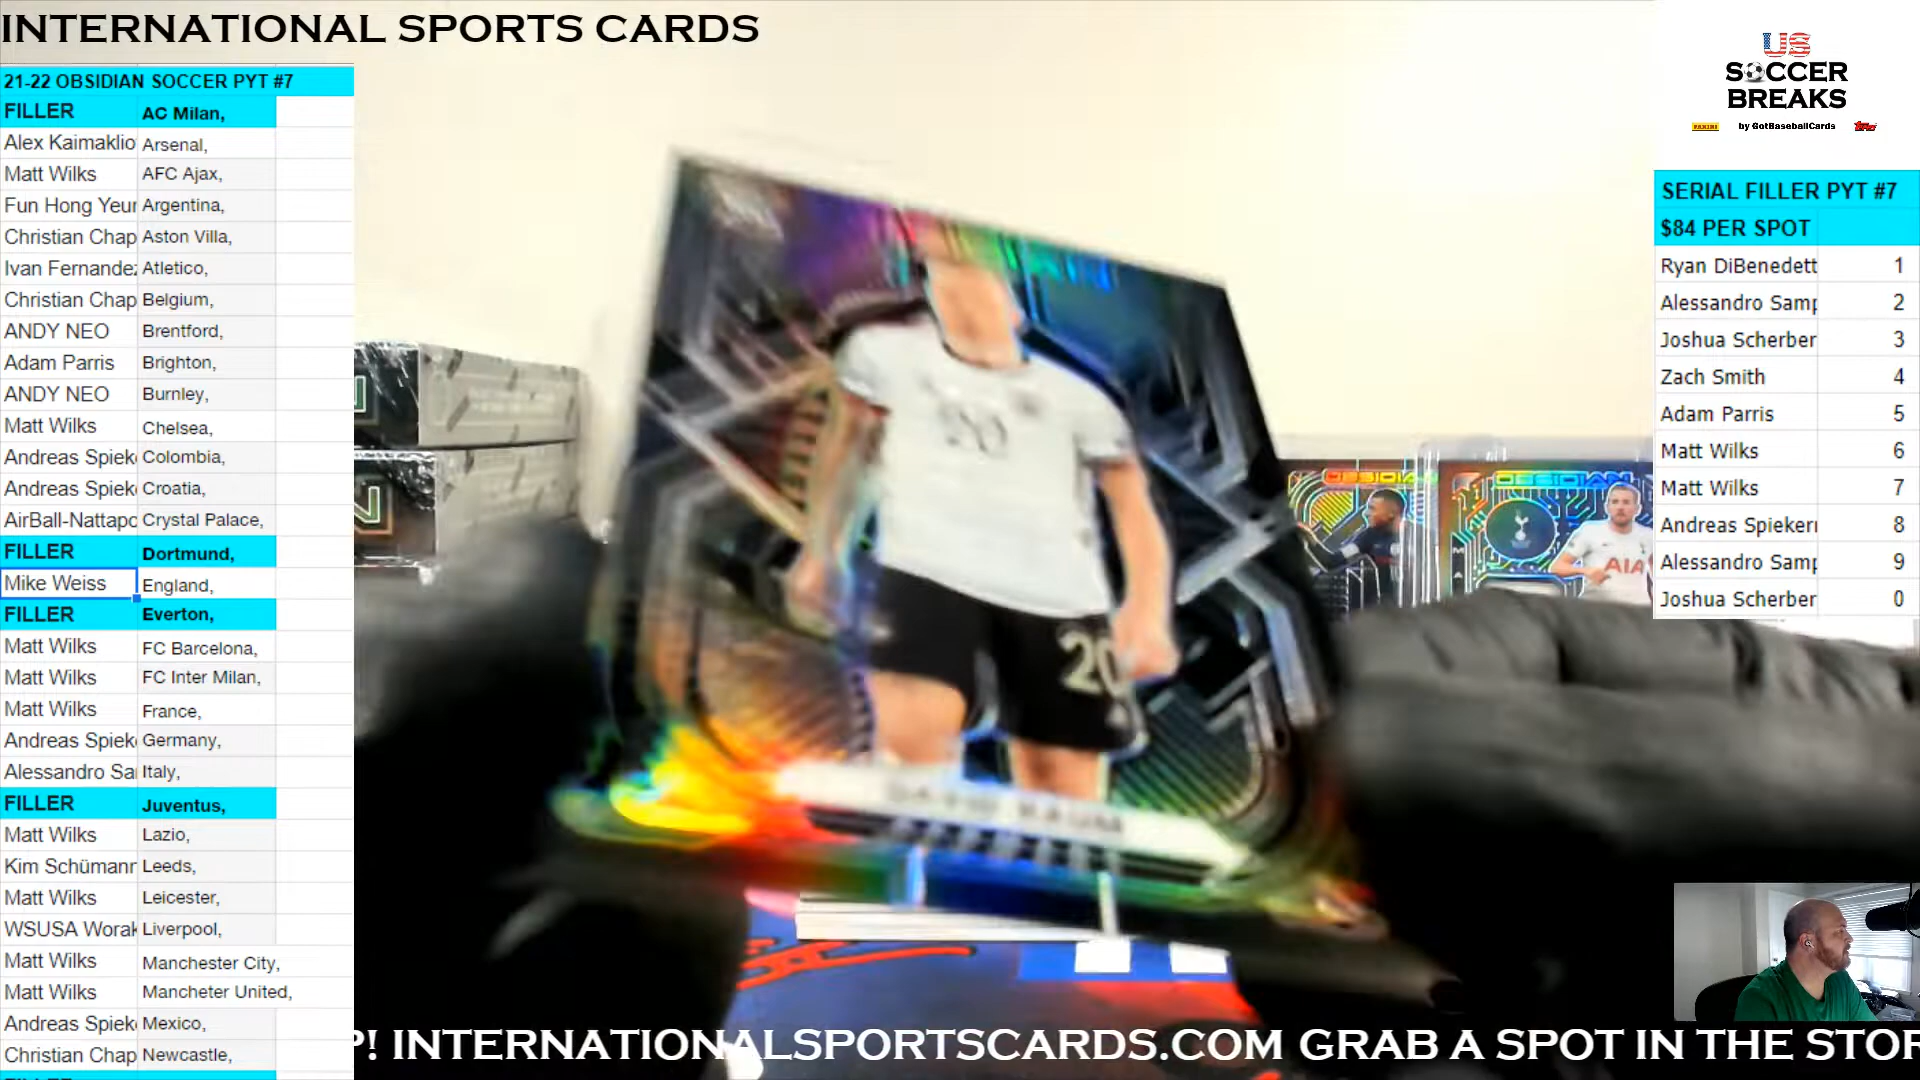 INTERNATIONAL SPORTS CARDS
21-22 OBSIDIAN SOCCER PYT #7
FILLER AC Milan,
Alex Kaimaklio Arsenal,
Matt Wilks AFC Ajax,
Fun Hong Yeu Argentina,
Christian Chap Aston Villa,
Ivan Fernandez Atletico,
Christian Chap Belgium,
ANDY NEO Brentford,
Adam Parris Brighton,
ANDY NEO Burnley,
Matt Wilks Chelsea,
Andreas Spiek Colombia,
Andreas Spiek Croatia,
AirBall-Nattapo Crystal Palace,
FILLER Dortmund,
Mike Weiss England,
FILLER Everton,
Matt Wilks FC Barcelona,
Matt Wilks FC Inter Milan,
Matt Wilks France,
Andreas Spiek Germany,
Alessandro Sa Italy,
FILLER Juventus,
Matt Wilks Lazio,
Kim Schümann Leeds,
Matt Wilks Leicester,
WSUSA Worak Liverpool,
Matt Wilks Manchester City,
Matt Wilks Mancheter United,
Andreas Spiek Mexico,
Christian Chap Newcastle,
US
SOCCER
BREAKS
PANINI by GotBaseballCards Topps
SERIAL FILLER PYT #7
$84 PER SPOT
Ryan DiBenedett 1
Alessandro Samp 2
Joshua Scherber 3
Zach Smith 4
Adam Parris 5
Matt Wilks 6
Matt Wilks 7
Andreas Spieker 8
Alessandro Samp 9
Joshua Scherber 0
DAVID RAUM
20
OBSIDIAN
OBSIDIAN
AIA
P! INTERNATIONALSPORTSCARDS.COM GRAB A SPOT IN THE STOR